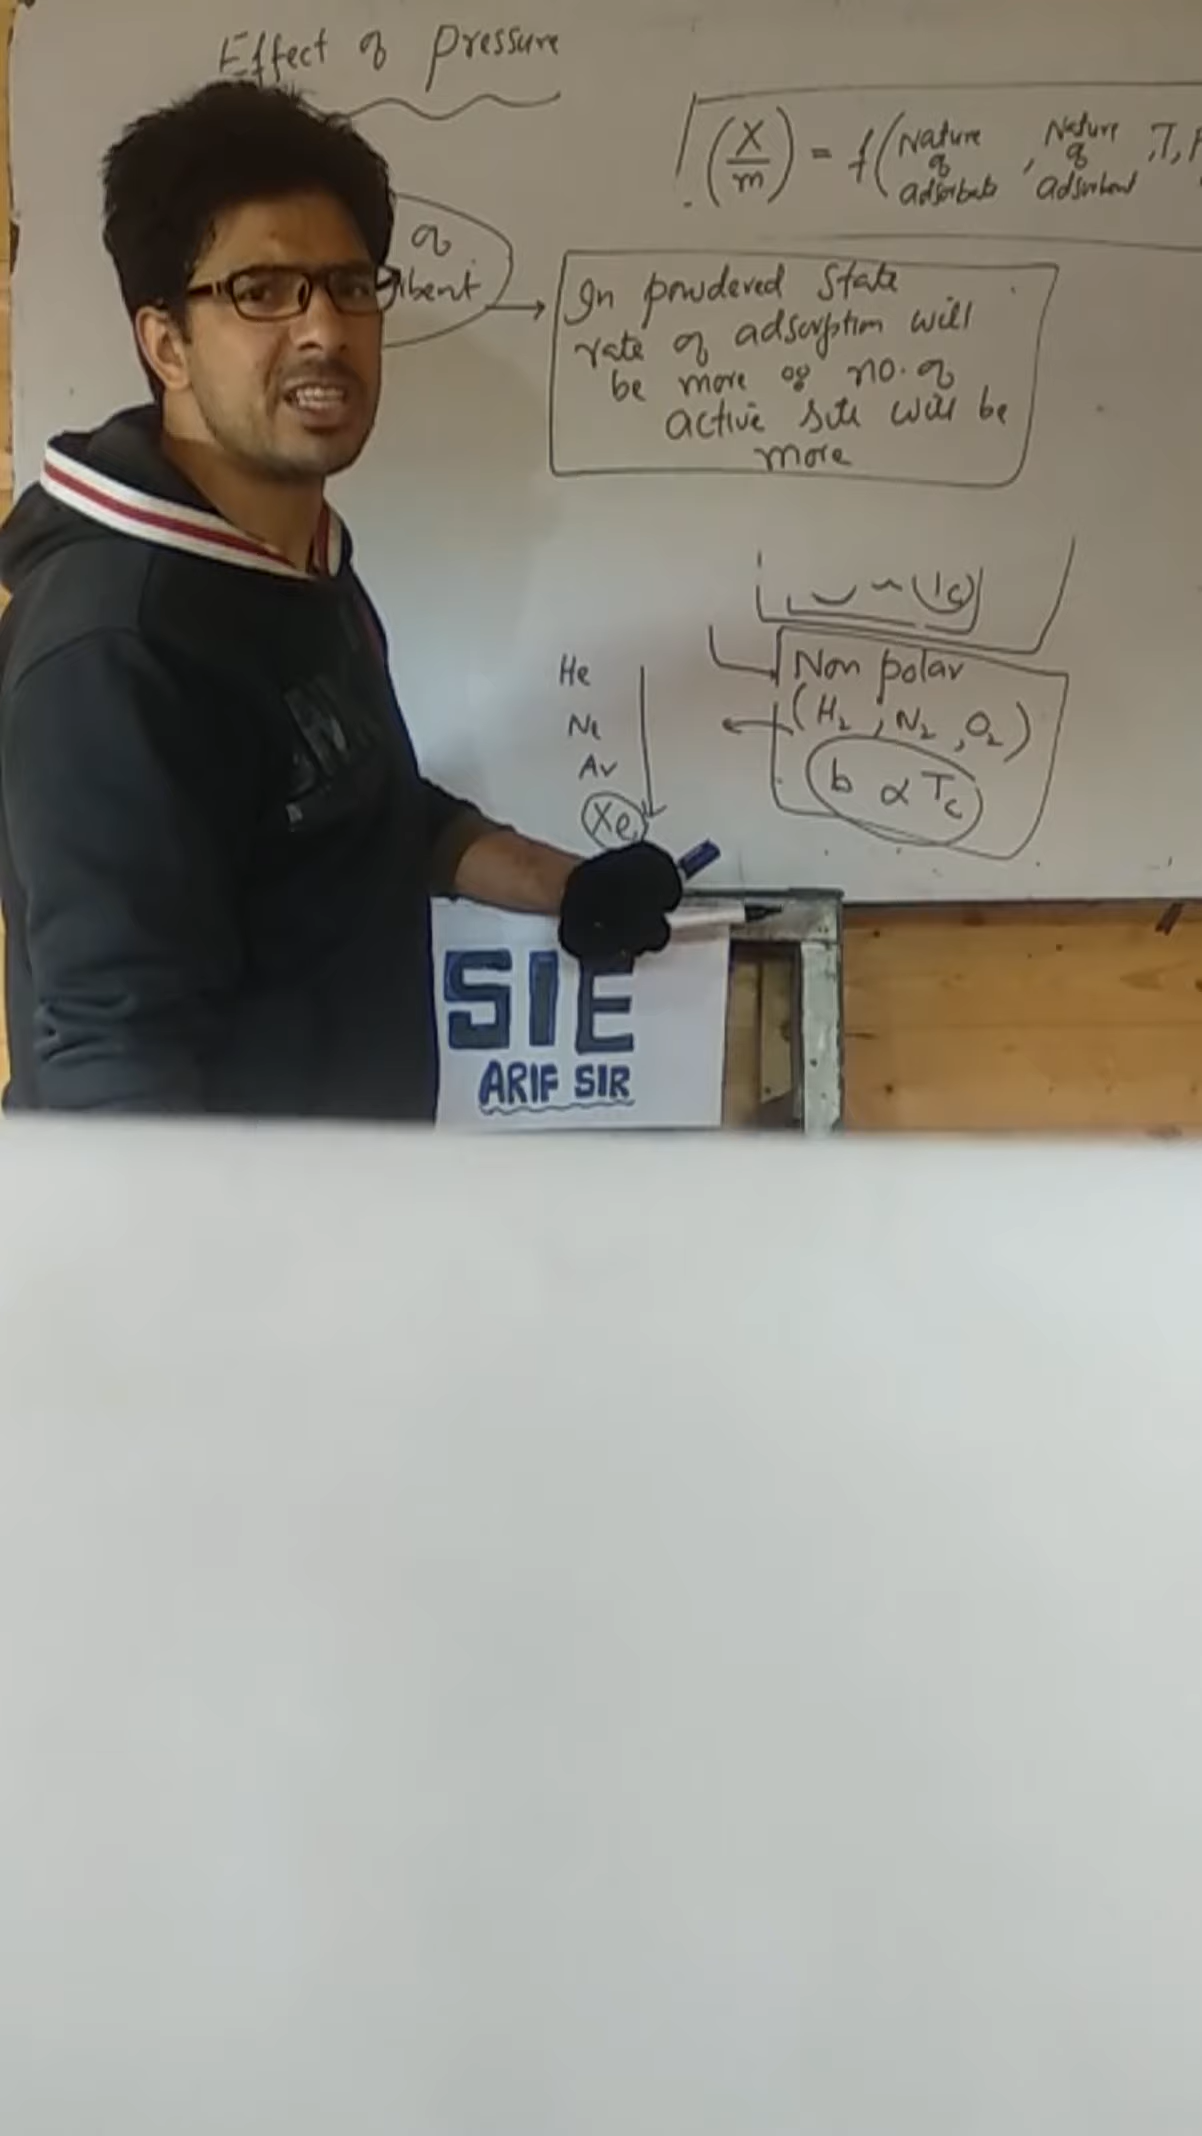 Effect of Pressure
(X/m) = f(Nature of adsorbate, Nature of adsorbent, T, P
of
bent
In powdered State
rate of adsorption will
be more og no. of
active site will be
more
(Tc)
Non polar
(H₂, N₂, O₂)
b ∝ Tc
He
Ne
Ar
Xe
SIE
ARIF SIR